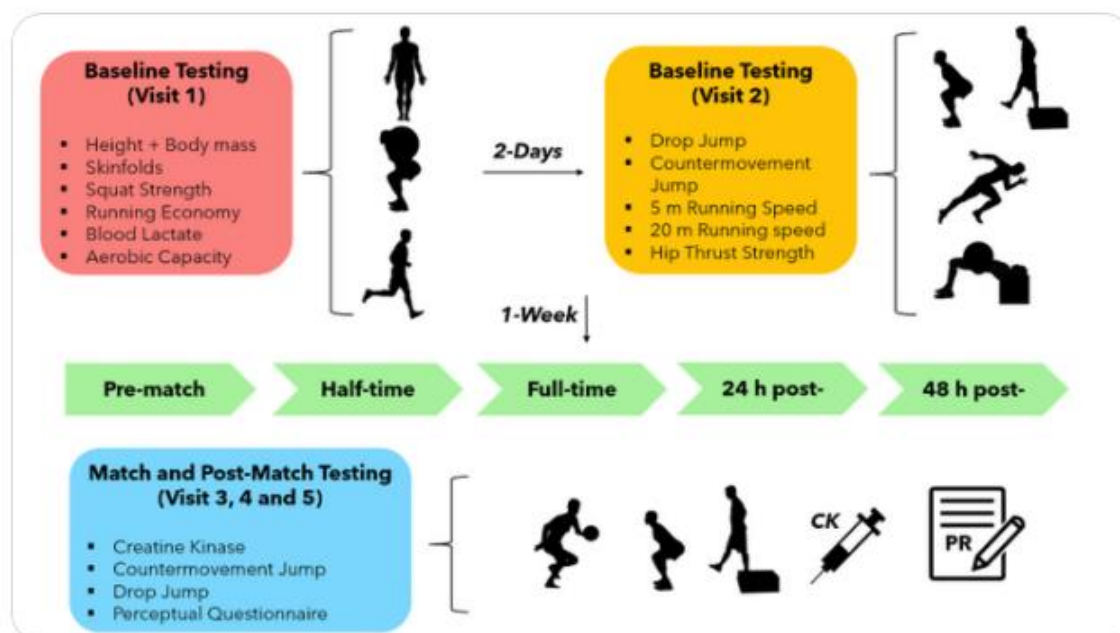 Baseline Testing
(Visit 1)
▪ Height + Body mass
▪ Skinfolds
▪ Squat Strength
▪ Running Economy
▪ Blood Lactate
▪ Aerobic Capacity
2-Days
Baseline Testing
(Visit 2)
▪ Drop Jump
▪ Countermovement
Jump
▪ 5 m Running Speed
▪ 20 m Running speed
▪ Hip Thrust Strength
1-Week
Pre-match
Half-time
Full-time
24 h post-
48 h post-
Match and Post-Match Testing
(Visit 3, 4 and 5)
▪ Creatine Kinase
▪ Countermovement Jump
▪ Drop Jump
▪ Perceptual Questionnaire
CK
PR